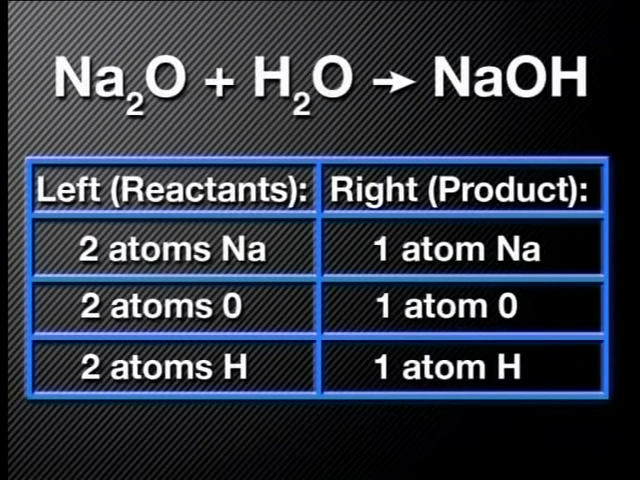 Na₂O + H₂O → NaOH
Left (Reactants): Right (Product):
2 atoms Na 1 atom Na
2 atoms 0 1 atom 0
2 atoms H 1 atom H